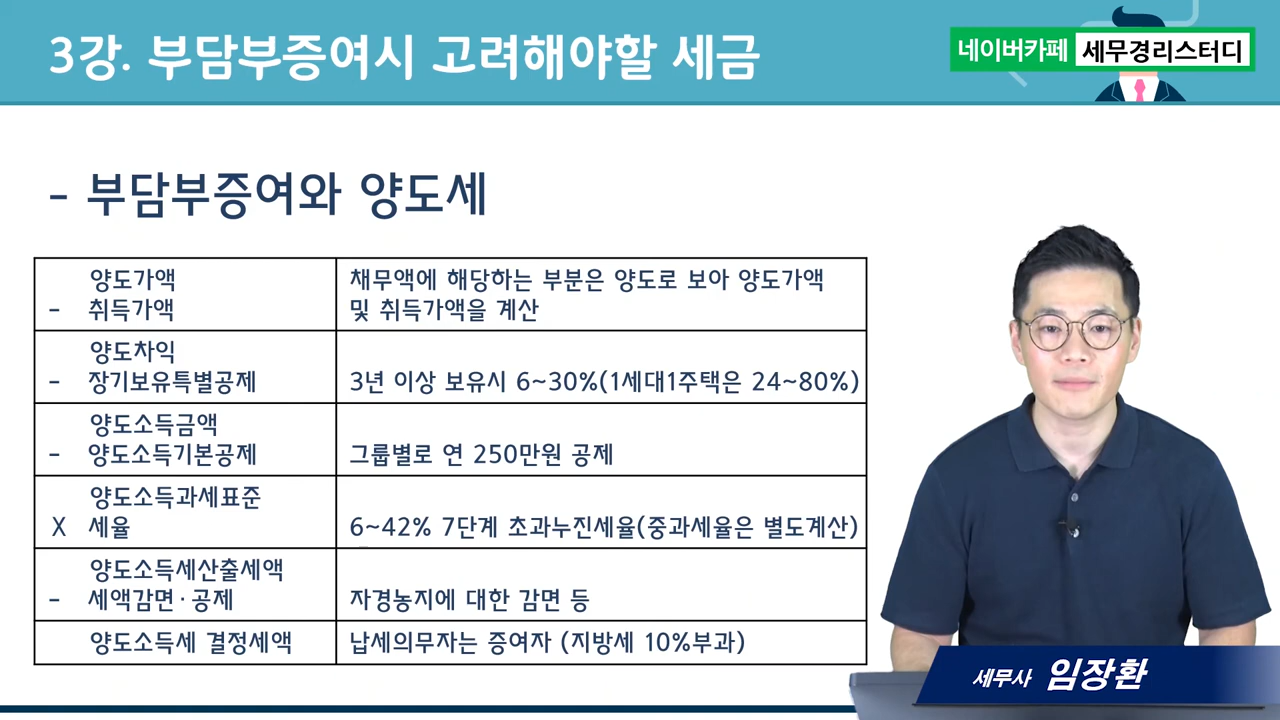 3강. 부담부증여시 고려해야할 세금
네이버카페 세무경리스터디
- 부담부증여와 양도세
양도가액
- 취득가액
채무액에 해당하는 부분은 양도로 보아 양도가액
및 취득가액을 계산
양도차익
- 장기보유특별공제
3년 이상 보유시 6~30%(1세대1주택은 24~80%)
양도소득금액
- 양도소득기본공제
그룹별로 연 250만원 공제
양도소득과세표준
X 세율
6~42% 7단계 초과누진세율(중과세율은 별도계산)
양도소득세산출세액
- 세액감면·공제
자경농지에 대한 감면 등
양도소득세 결정세액
납세의무자는 증여자 (지방세 10%부과)
세무사 임장환